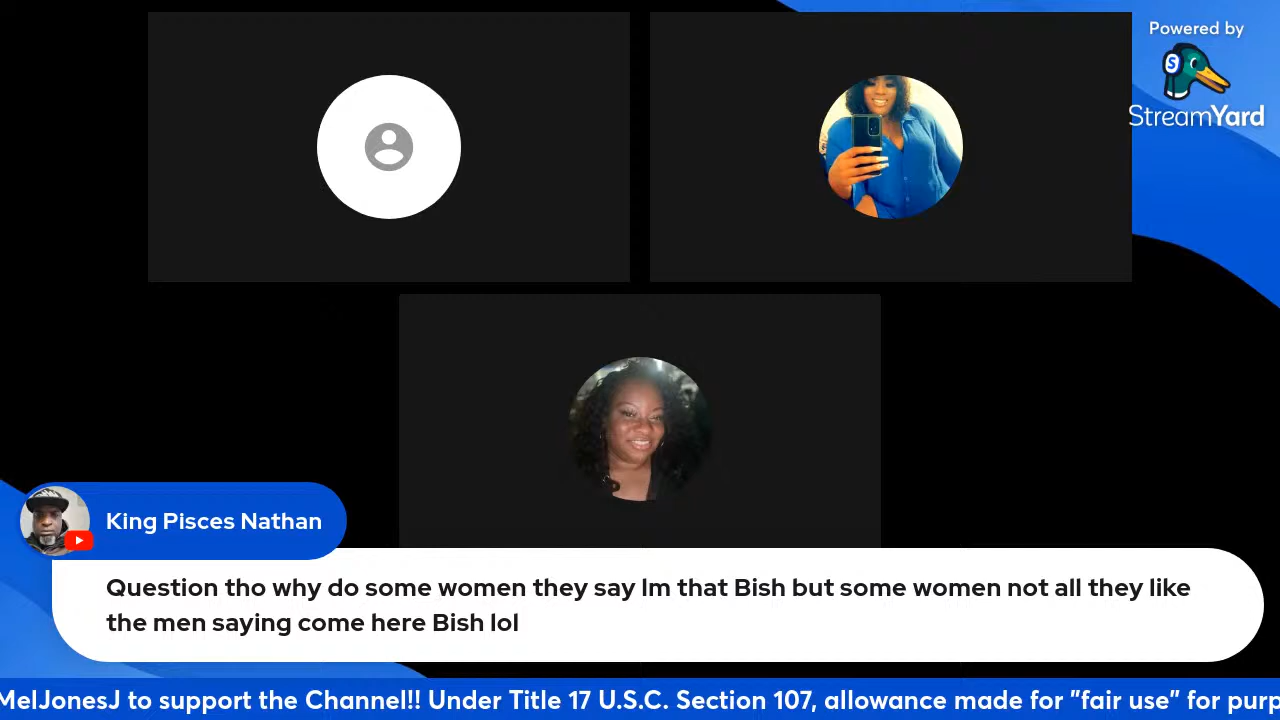 Powered by
StreamYard
King Pisces Nathan
Question tho why do some women they say Im that Bish but some women not all they like
the men saying come here Bish lol
MelJonesJ to support the Channel!! Under Title 17 U.S.C. Section 107, allowance made for "fair use" for purp